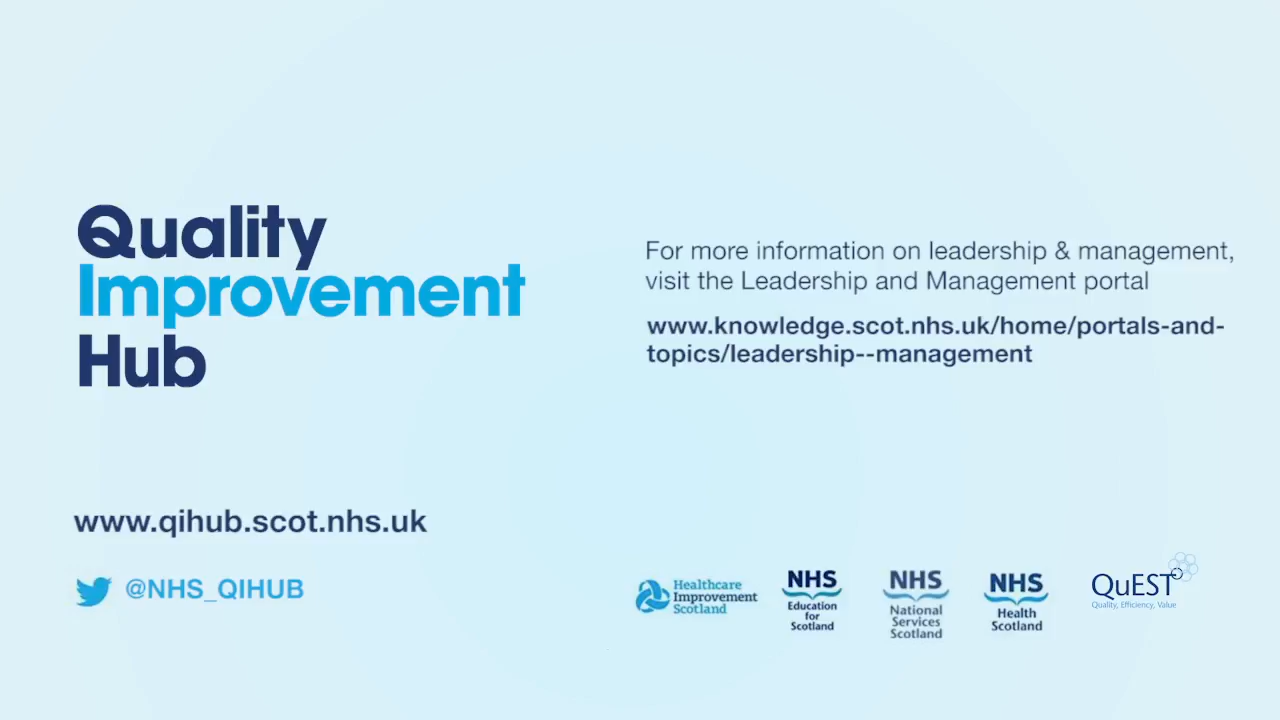 Quality
Improvement
Hub
www.qihub.scot.nhs.uk
@NHS_QIHUB
For more information on leadership & management,
visit the Leadership and Management portal
www.knowledge.scot.nhs.uk/home/portals-and-
topics/leadership--management
Healthcare
Improvement
Scotland
NHS
Education
for
Scotland
NHS
National
Services
Scotland
NHS
Health
Scotland
QuEST
Quality, Efficiency, Value